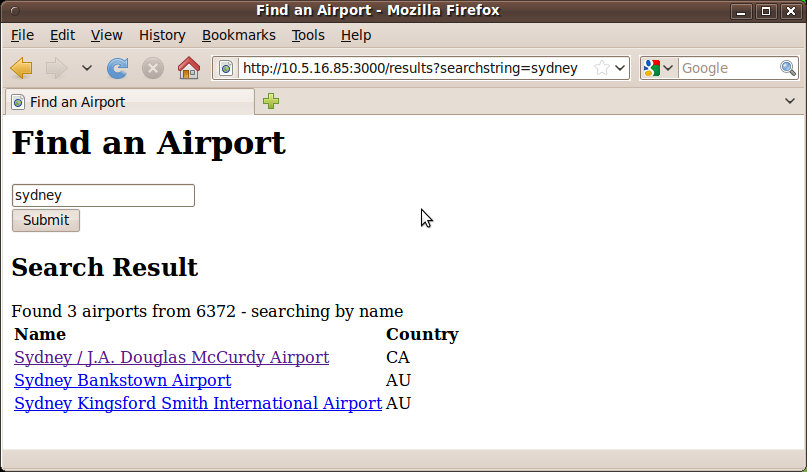 Find an Airport - Mozilla Firefox
File Edit View History Bookmarks Tools Help
http://10.5.16.85:3000/results?searchstring=sydney Google
Find an Airport
Find an Airport
sydney
Submit
Search Result
Found 3 airports from 6372 - searching by name
Name Country
Sydney / J.A. Douglas McCurdy Airport CA
Sydney Bankstown Airport AU
Sydney Kingsford Smith International Airport AU